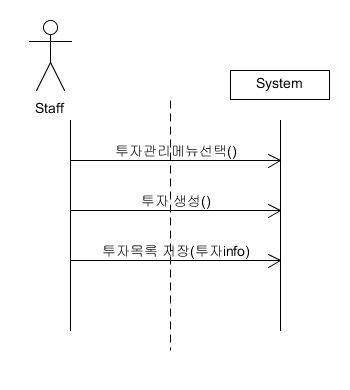 Staff
System
투자관리메뉴선택()
투자 생성()
투자목록 저장(투자info)